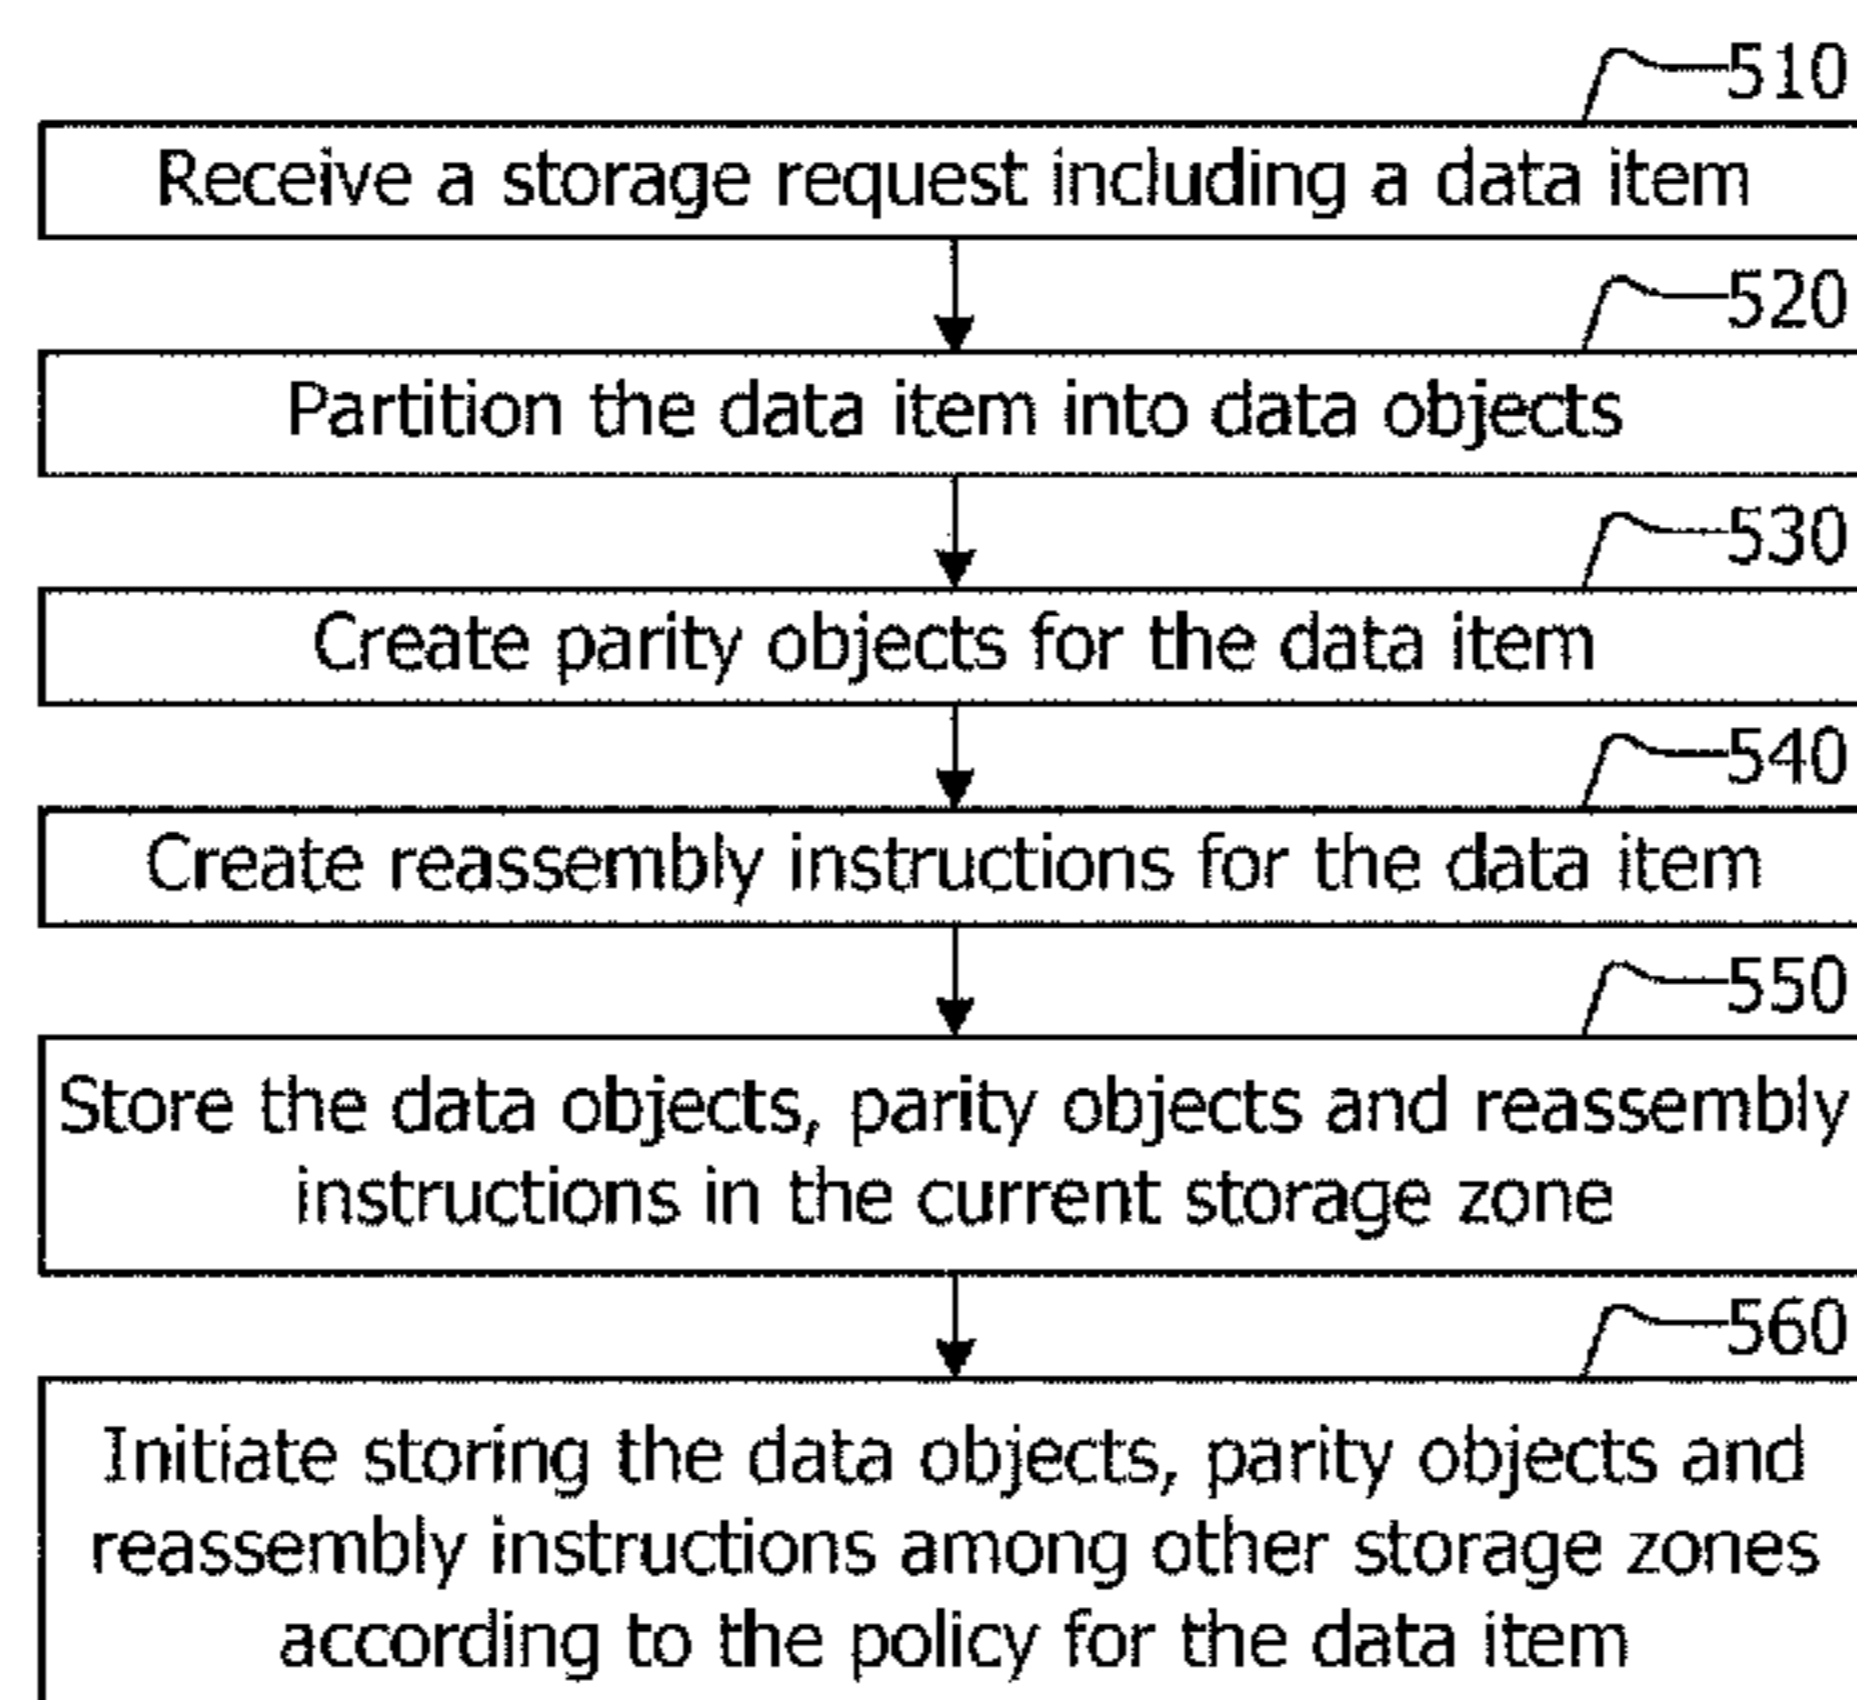 510
Receive a storage request including a data item
520
Partition the data item into data objects
530
Create parity objects for the data item
540
Create reassembly instructions for the data item
550
Store the data objects, parity objects and reassembly
instructions in the current storage zone
560
Initiate storing the data objects, parity objects and
reassembly instructions among other storage zones
according to the policy for the data item